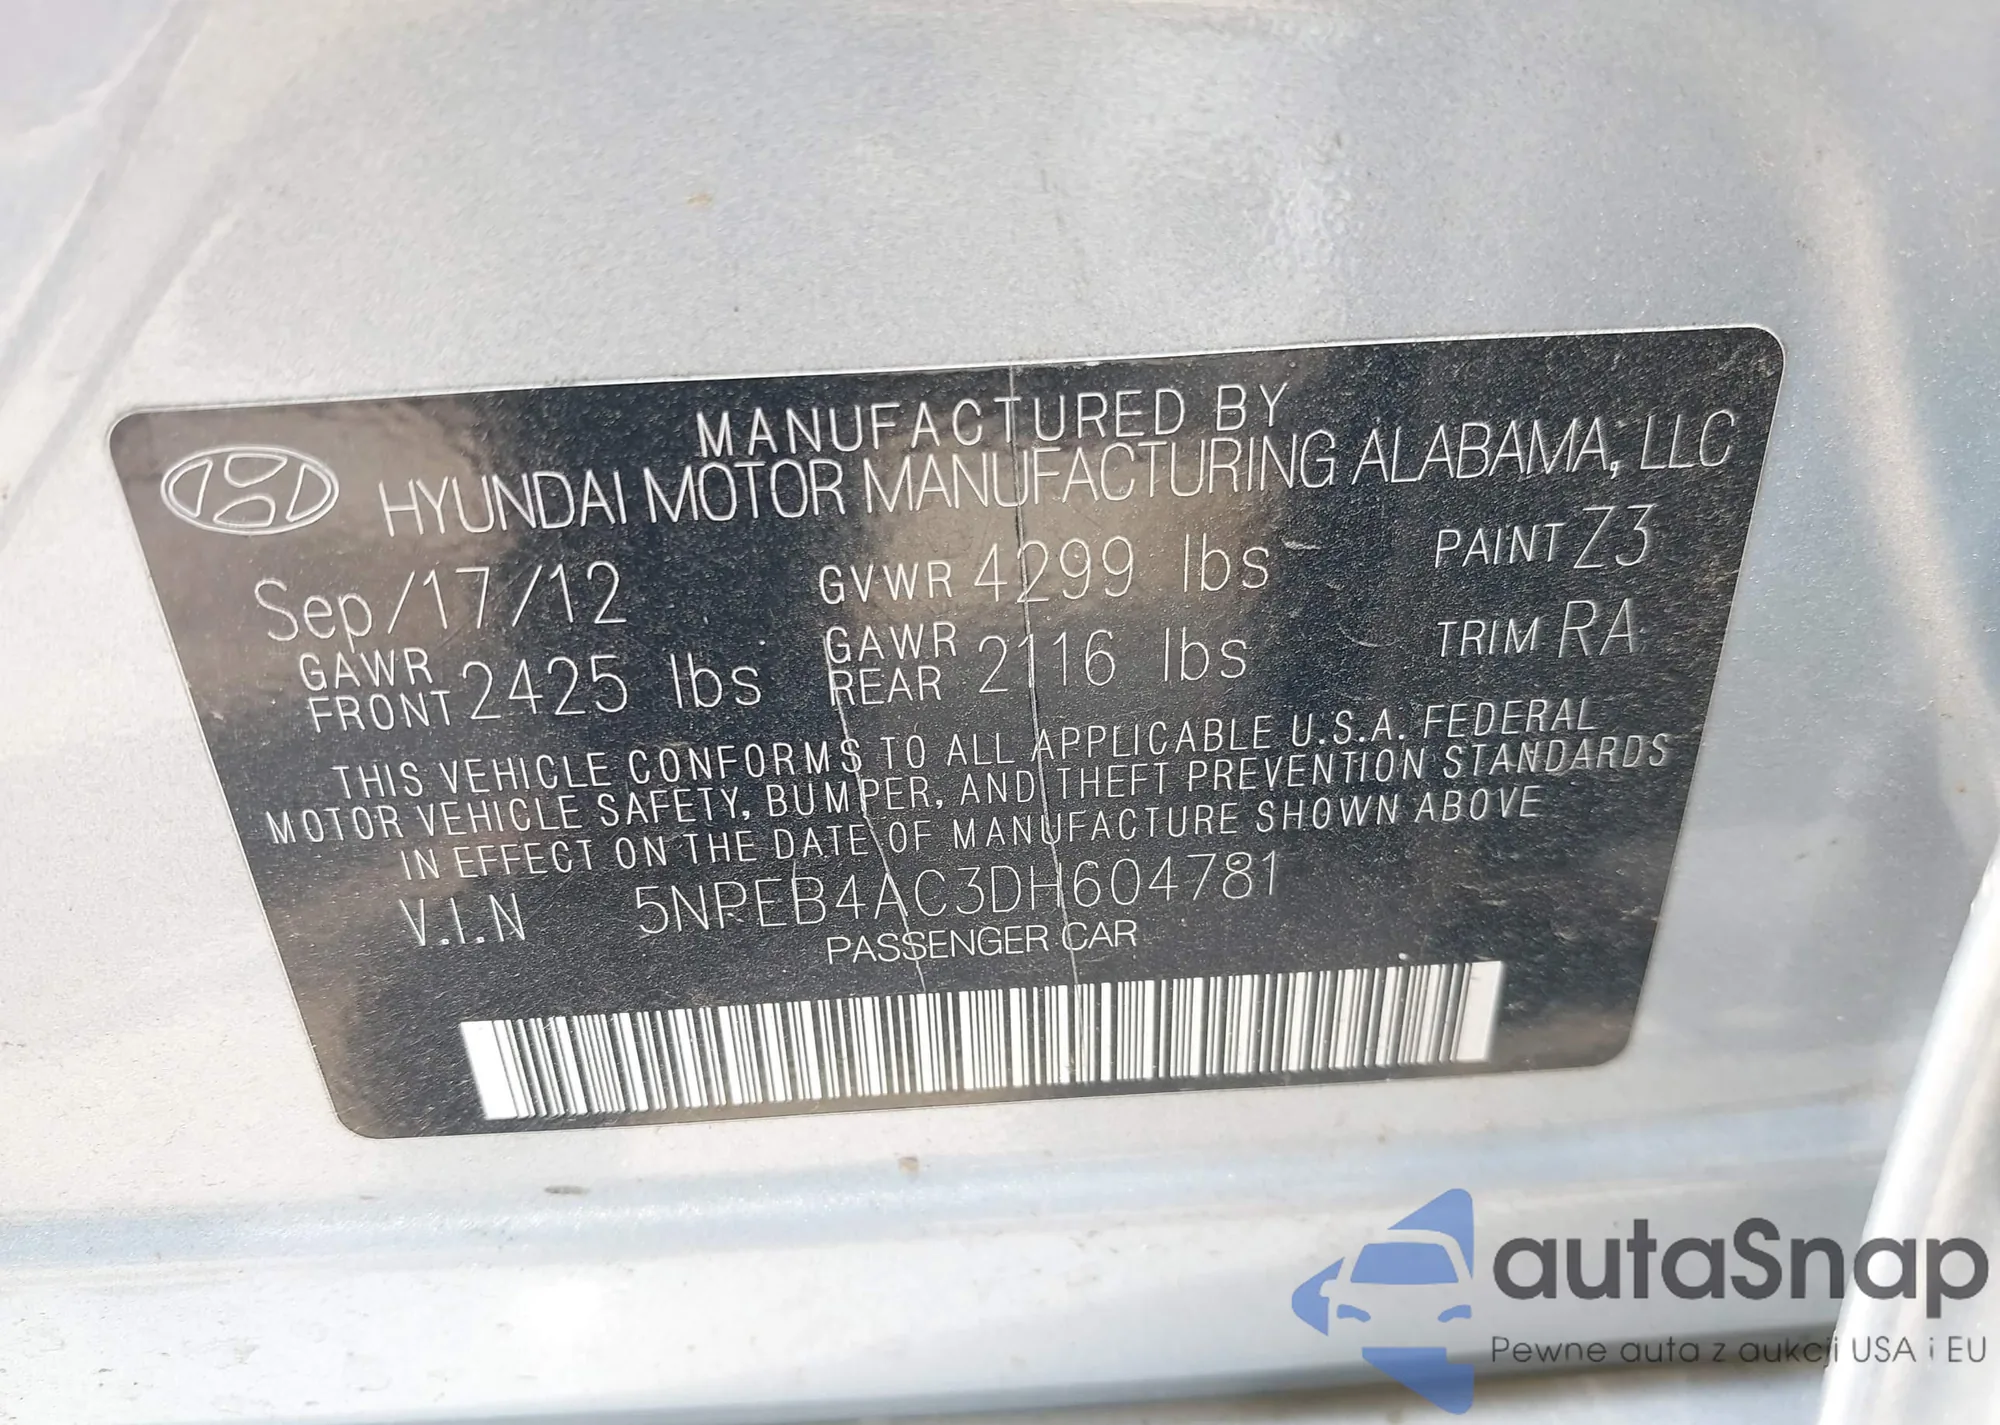 MANUFACTURED BY
HYUNDAI MOTOR MANUFACTURING ALABAMA, LLC
Sep/17/12 GVWR 4299 lbs PAINT Z3
GAWR FRONT 2425 lbs GAWR REAR 2116 lbs TRIM RA
THIS VEHICLE CONFORMS TO ALL APPLICABLE U.S.A. FEDERAL
MOTOR VEHICLE SAFETY, BUMPER, AND THEFT PREVENTION STANDARDS
IN EFFECT ON THE DATE OF MANUFACTURE SHOWN ABOVE
V.I.N 5NPEB4AC3DH604781
PASSENGER CAR
autaSnap
Pewne auta z aukcji USA i EU